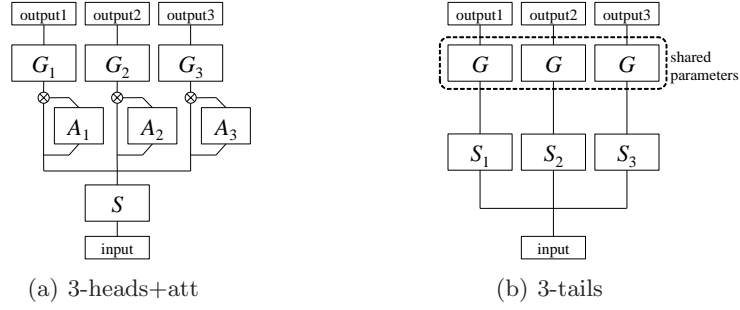 output1 output2 output3 output1 output2 output3
G1 G2 G3 G G G shared
parameters
⊗ ⊗ ⊗
A1 A2 A3
S1 S2 S3
S
input input
(a) 3-heads+att (b) 3-tails